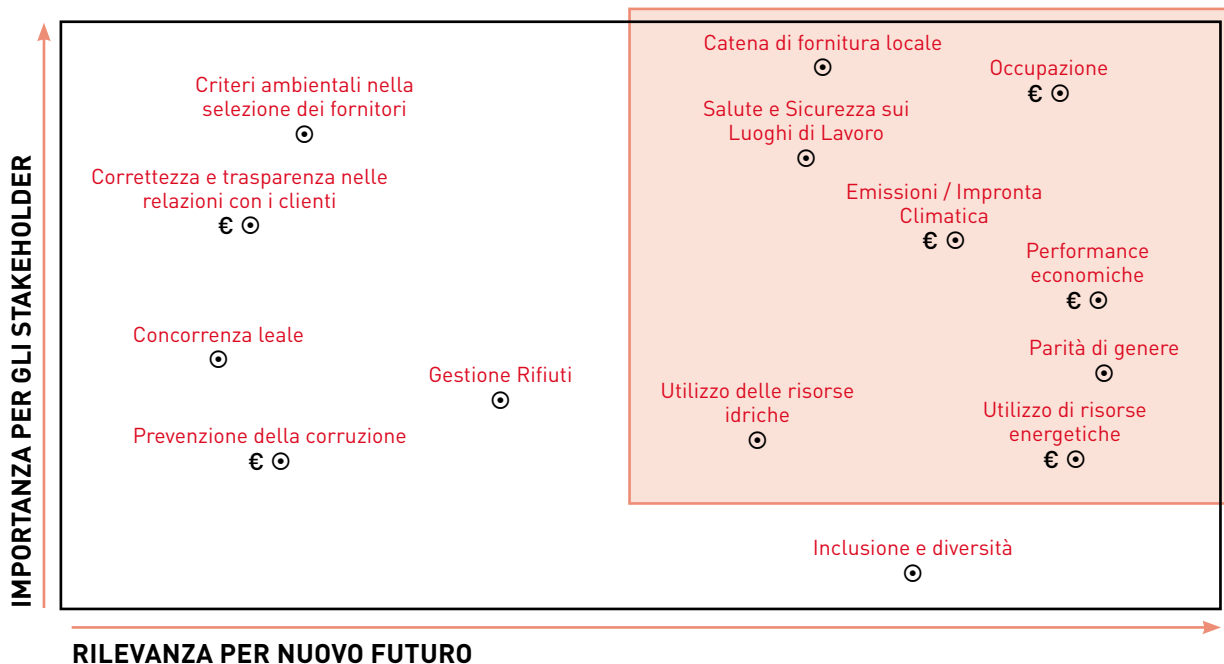 IMPORTANZA PER GLI STAKEHOLDER
Catena di fornitura locale
Occupazione
€
Criteri ambientali nella
selezione dei fornitori
Salute e Sicurezza sui
Luoghi di Lavoro
Correttezza e trasparenza nelle
relazioni con i clienti
€
Emissioni / Impronta
Climatica
€
Performance
economiche
€
Concorrenza leale
Parità di genere
Gestione Rifiuti
Utilizzo delle risorse
idriche
Utilizzo di risorse
energetiche
€
Prevenzione della corruzione
€
Inclusione e diversità
RILEVANZA PER NUOVO FUTURO